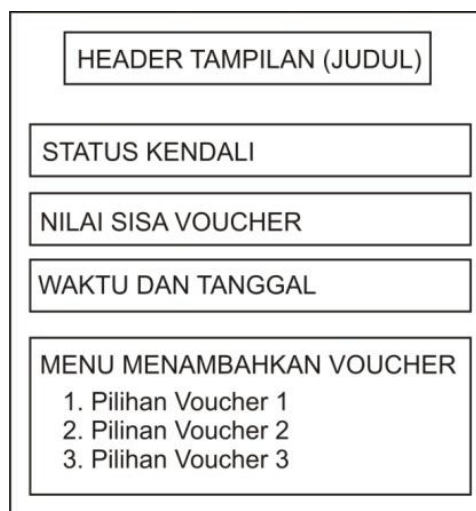 HEADER TAMPILAN (JUDUL)
STATUS KENDALI
NILAI SISA VOUCHER
WAKTU DAN TANGGAL
MENU MENAMBAHKAN VOUCHER
1. Pilihan Voucher 1
2. Pilinan Voucher 2
3. Pilihan Voucher 3